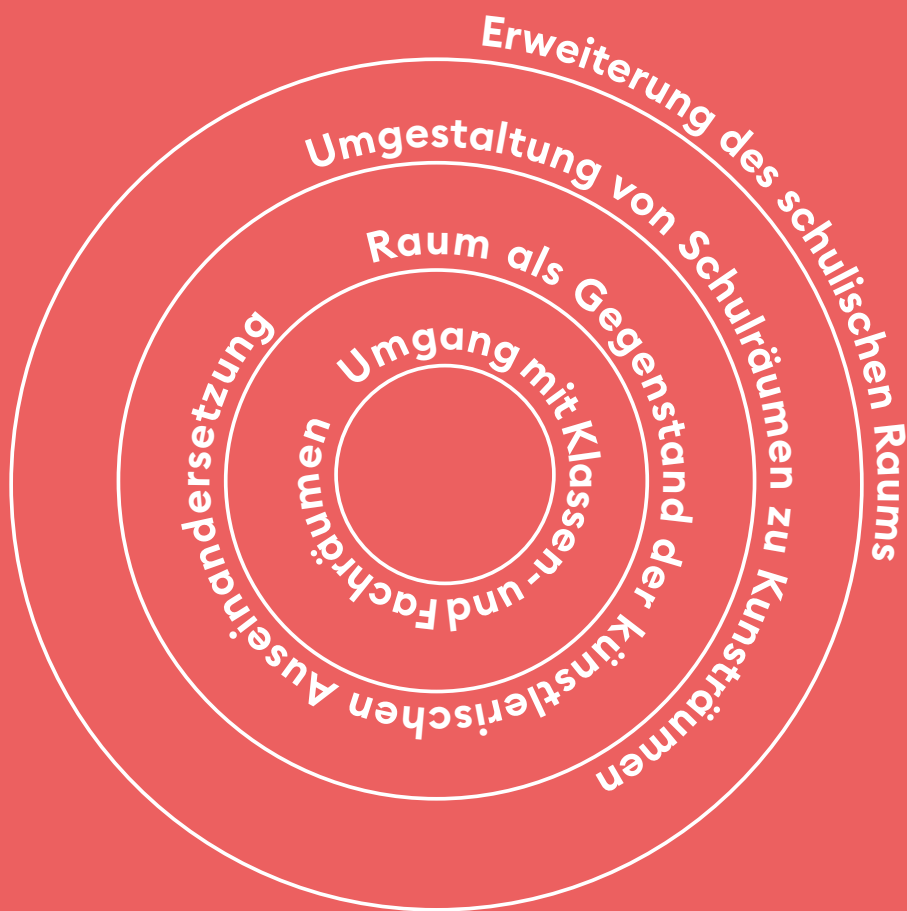 Erweiterung des schulischen Raums
Umgestaltung von Schulräumen zu Kunsträumen
Raum als Gegenstand der künstlerischen Auseinandersetzung
Umgang mit Klassen- und Fachräumen